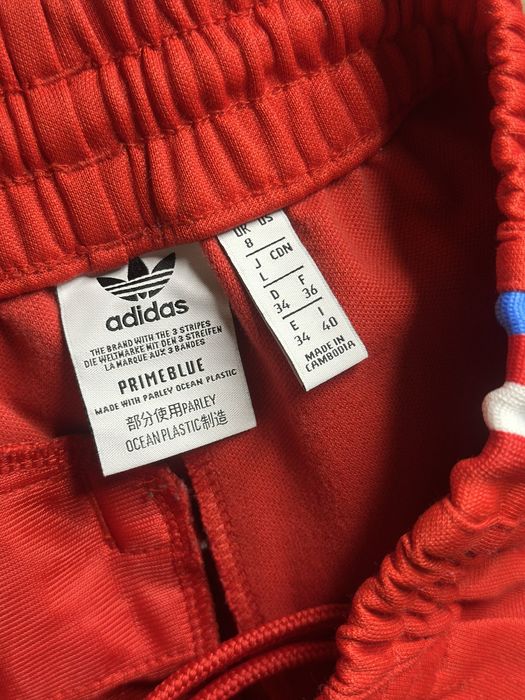 adidas
THE BRAND WITH THE 3 STRIPES
DIE WELTMARKE MIT DEN 3 STREIFEN
LA MARQUE AUX 3 BANDES
PRIMEBLUE
MADE WITH PARLEY OCEAN PLASTIC
部分使用PARLEY
OCEAN PLASTIC制造
UK US
8
J CDN
L
D F
34 36
E I
34 40
MADE IN
CAMBODIA